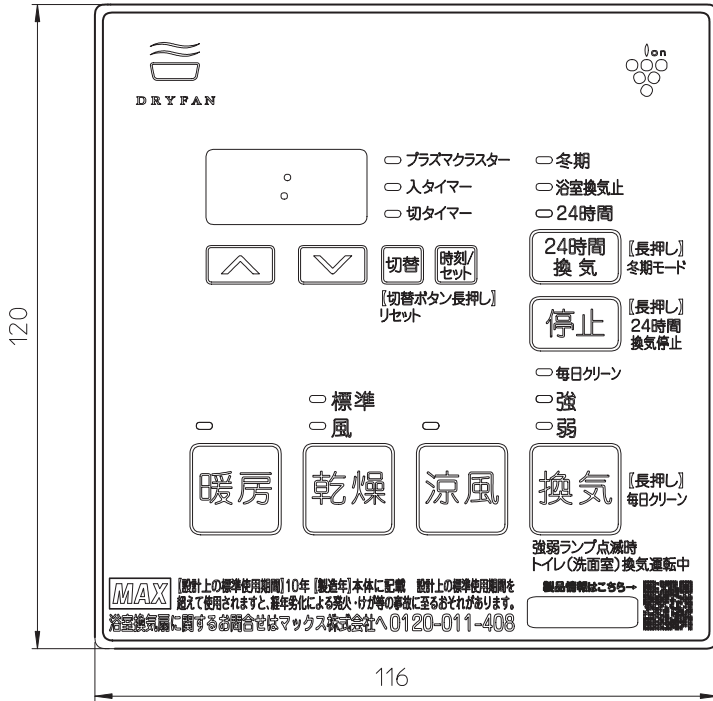 DRYFAN
ion
プラズマクラスター
入タイマー
切タイマー
冬期
浴室換気止
24時間
24時間
換気
〖長押し〗
冬期モード
切替
時刻/
セット
〖切替ボタン長押し〗
リセット
停止
〖長押し〗
24時間
換気停止
毎日クリーン
強
弱
標準
風
暖房
乾燥
涼風
換気
〖長押し〗
毎日クリーン
強弱ランプ点滅時
トイレ(洗面室)換気運転中
MAX
〖設計上の標準使用期間〗10年〖製造年〗本体に記載 設計上の標準使用期間を
超えて使用されますと、経年劣化による発火・けが等の事故に至るおそれがあります。
浴室換気扇に関するお問合せはマックス株式会社へ0120-011-408
製品情報はこちら→
120
116